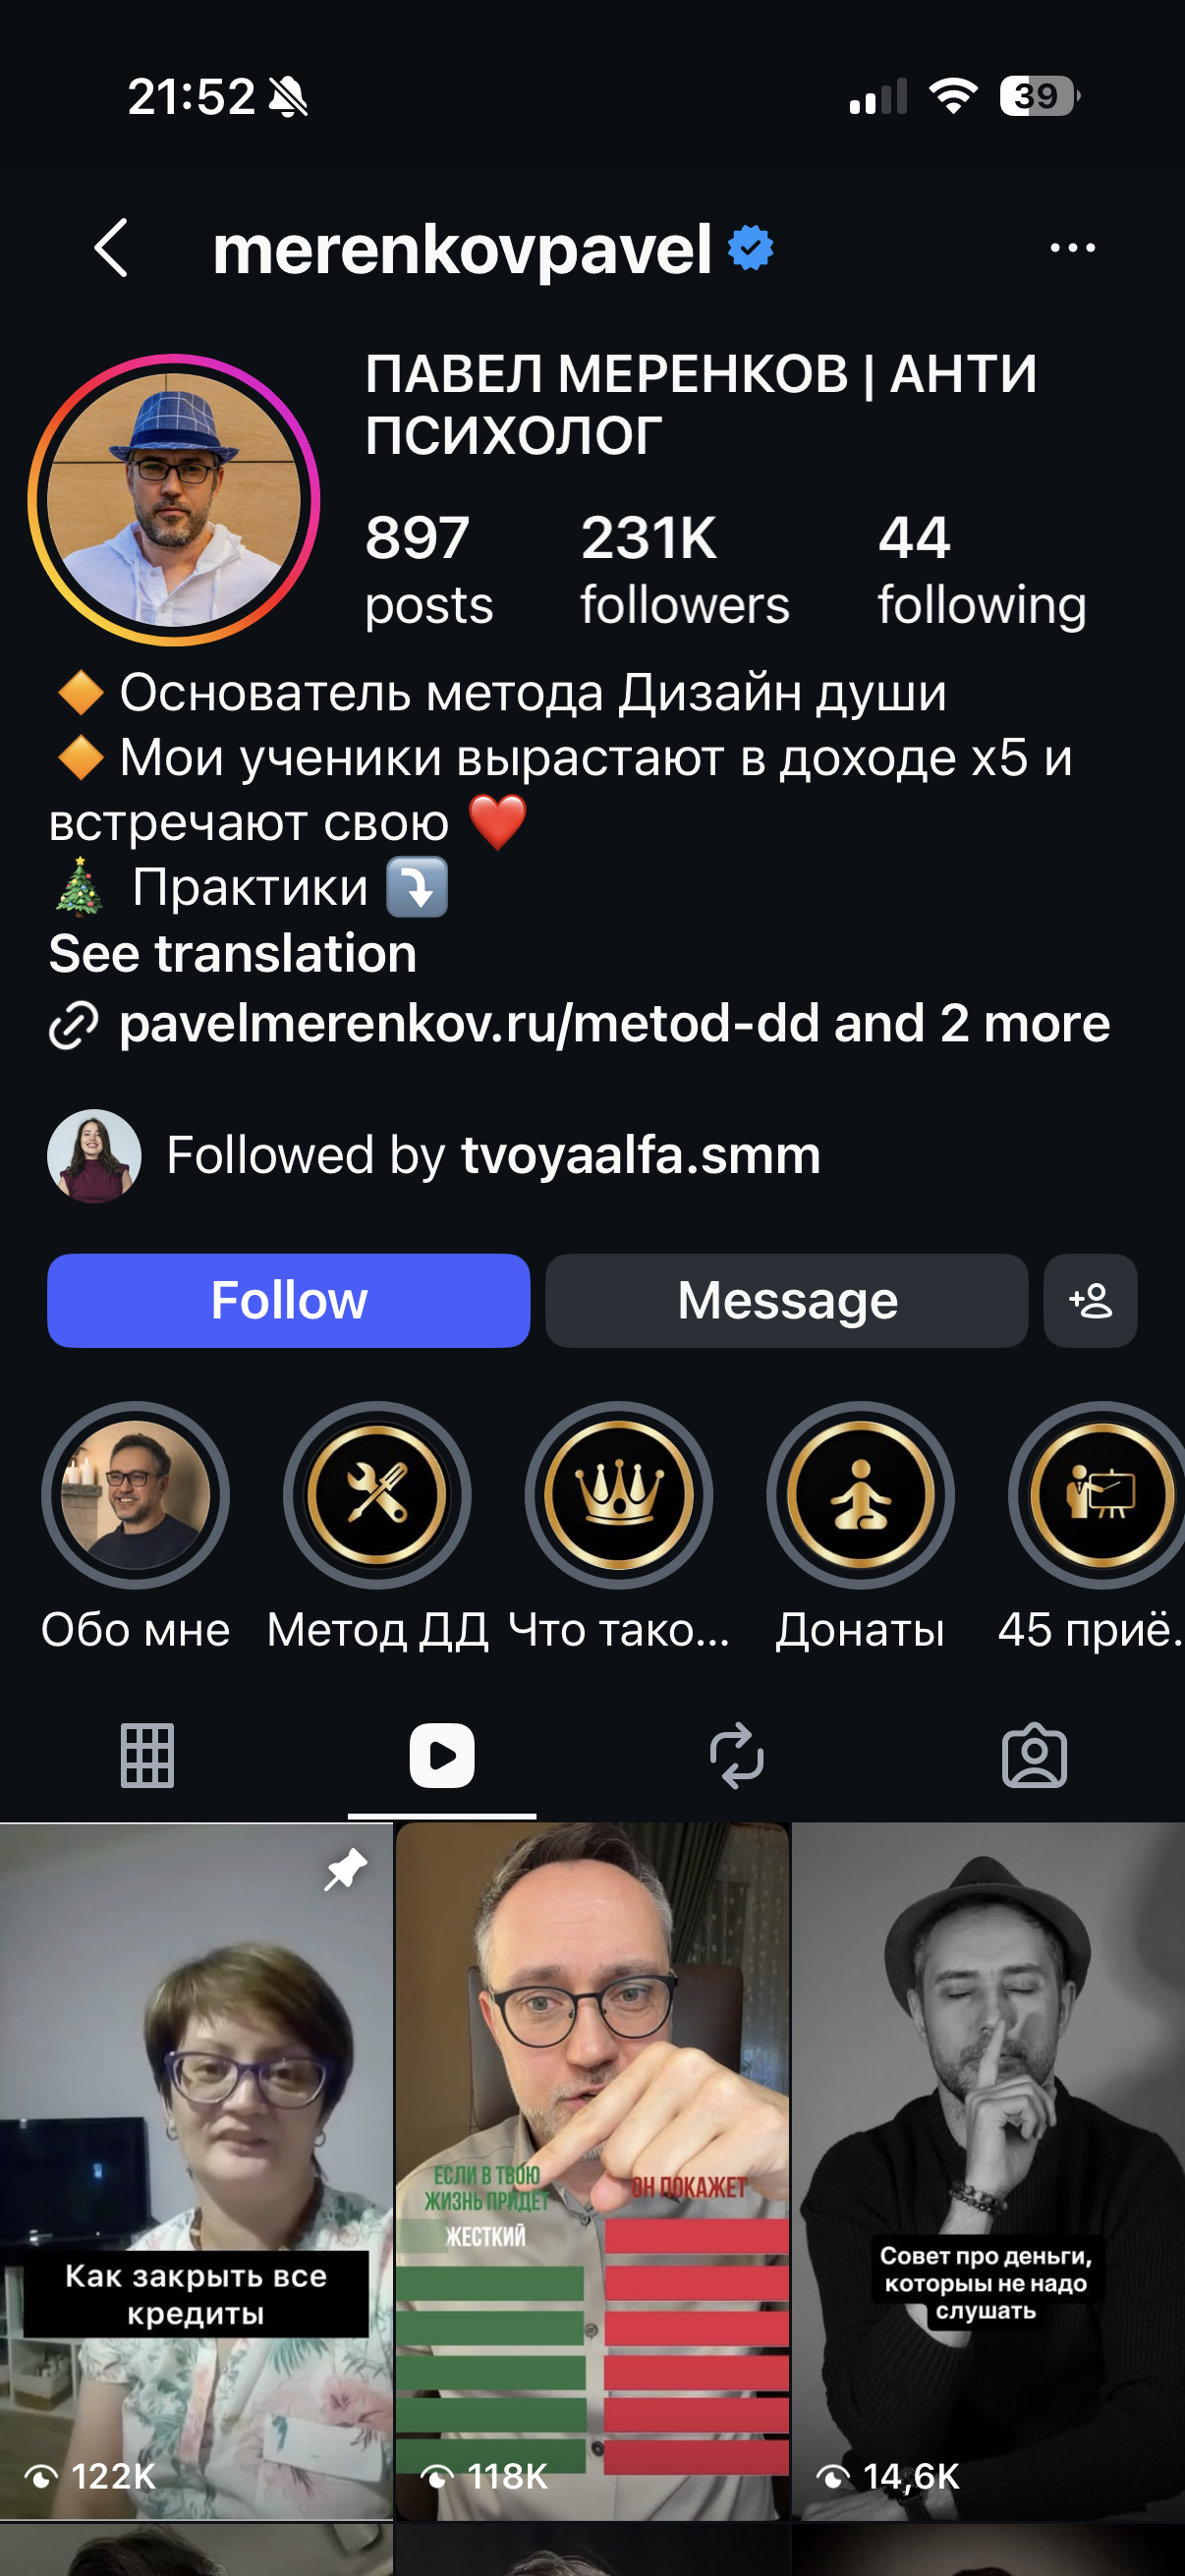 21:52
39
merenkovpavel
ПАВЕЛ МЕРЕНКОВ | АНТИ
ПСИХОЛОГ
897 231K 44
posts followers following
🔸 Основатель метода Дизайн души
🔸 Мои ученики вырастают в доходе х5 и
встречают свою ❤️
🎄 Практики ⤵️
See translation
pavelmerenkov.ru/metod-dd and 2 more
Followed by tvoyaalfa.smm
Follow Message
Обо мне Метод ДД Что тако... Донаты 45 приё.
Как закрыть все
кредиты
122K
ЕСЛИ В ТВОЮ
ЖИЗНЬ ПРИДЕТ
ЖЕСТКИЙ
ОН ПОКАЖЕТ
118K
Совет про деньги,
которыы не надо
слушать
14,6K